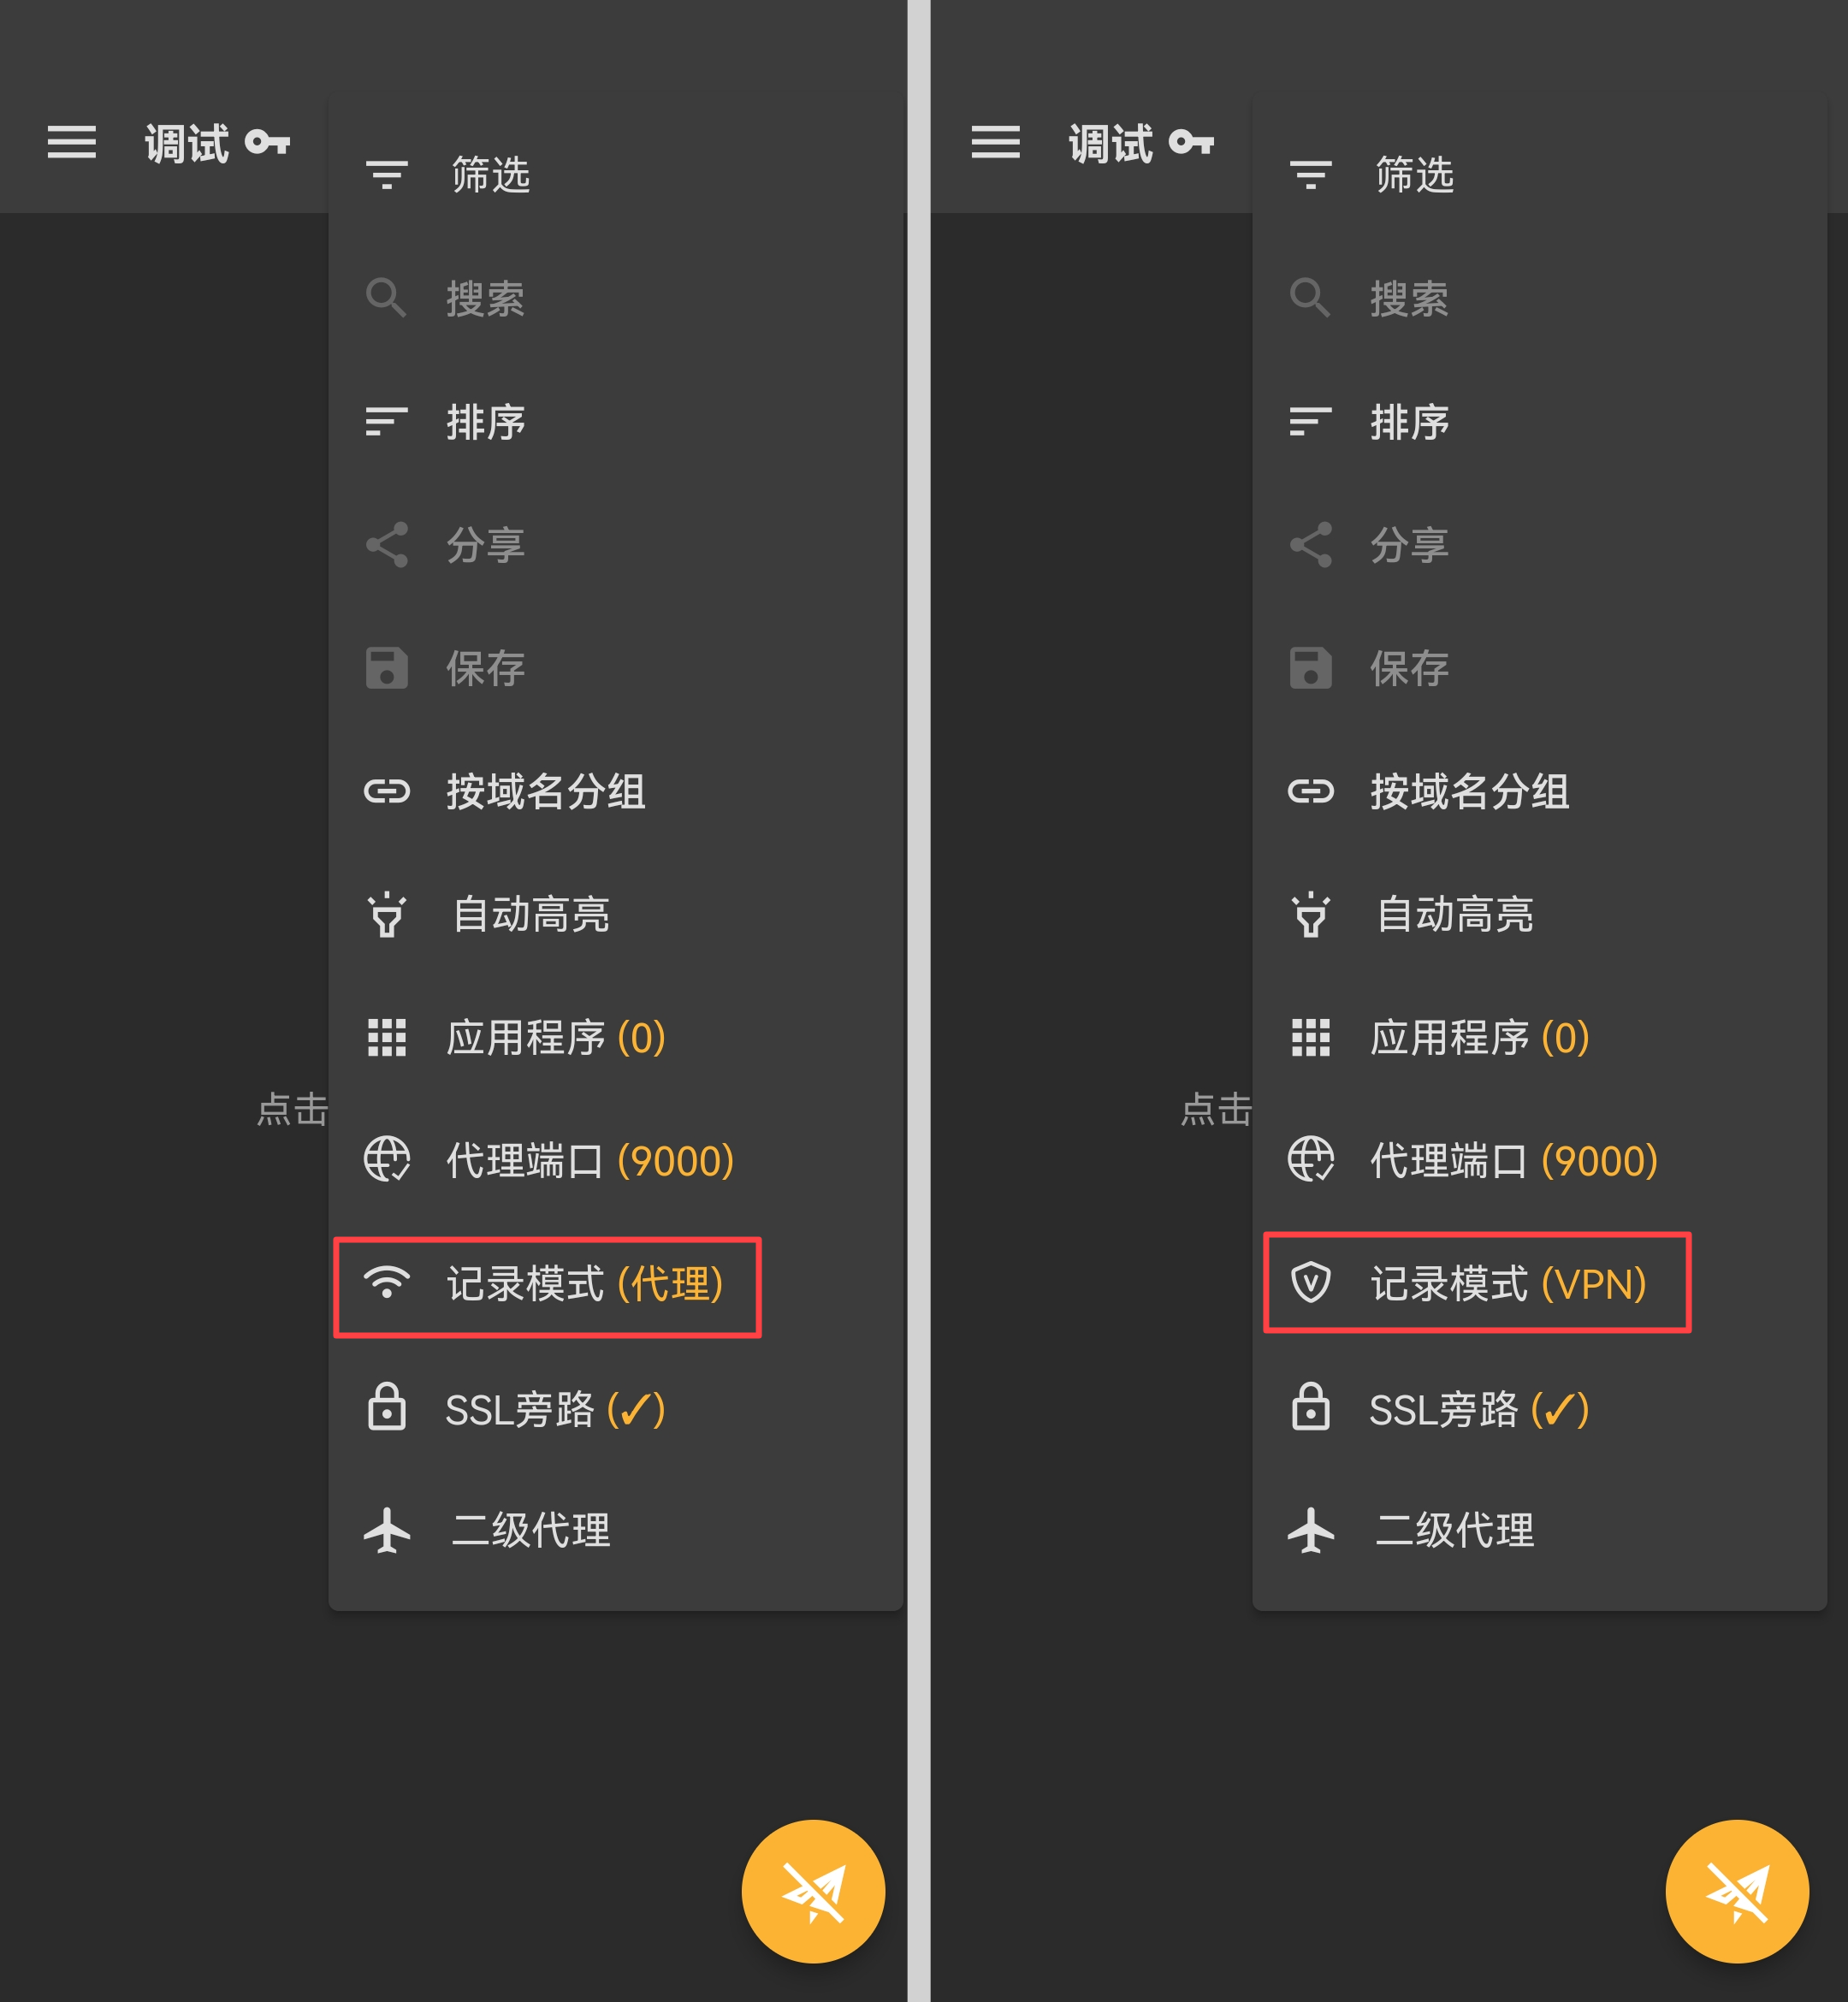 调试
筛选
搜索
排序
分享
保存
按域名分组
自动高亮
应用程序 (0)
点击
代理端口 (9000)
记录模式 (代理)
SSL旁路 (✓)
二级代理
调试
筛选
搜索
排序
分享
保存
按域名分组
自动高亮
应用程序 (0)
点击
代理端口 (9000)
记录模式 (VPN)
SSL旁路 (✓)
二级代理